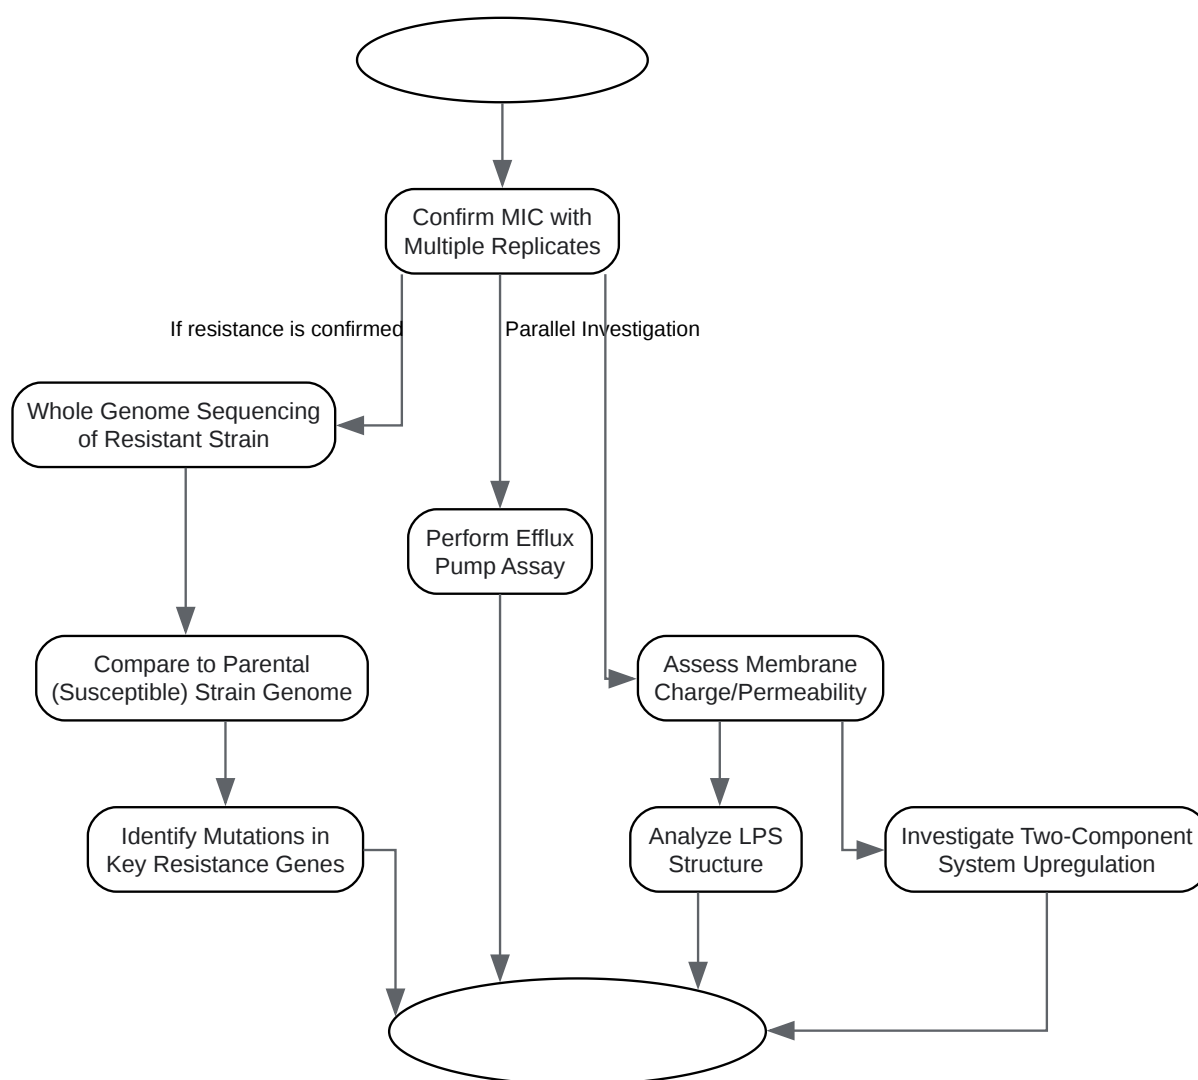 Confirm MIC with
Multiple Replicates
If resistance is confirmed
Parallel Investigation
Whole Genome Sequencing
of Resistant Strain
Perform Efflux
Pump Assay
Compare to Parental
(Susceptible) Strain Genome
Assess Membrane
Charge/Permeability
Identify Mutations in
Key Resistance Genes
Analyze LPS
Structure
Investigate Two-Component
System Upregulation